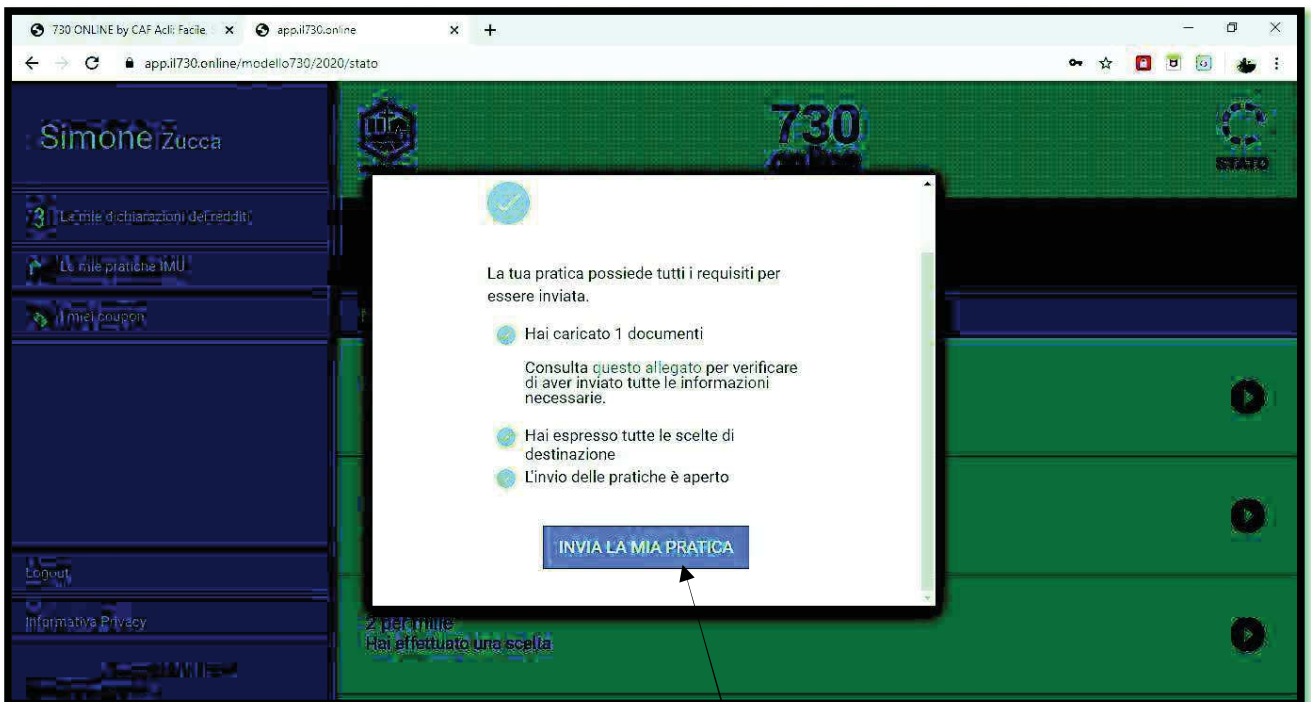 730 ONLINE by CAF Acli: Facile,
app.il730.online
app.il730.online/modello730/2020/stato
Simone Zucca
730
online
STATO
Le mie dichiarazioni dei redditi
Le mie pratiche IMU
I miei coupon
La tua pratica possiede tutti i requisiti per
essere inviata.
Hai caricato 1 documenti
Consulta questo allegato per verificare
di aver inviato tutte le informazioni
necessarie.
Hai espresso tutte le scelte di
destinazione
L'invio delle pratiche è aperto
INVIA LA MIA PRATICA
Logout
Informativa Privacy
2 per mille
Hai effettuato una scelta